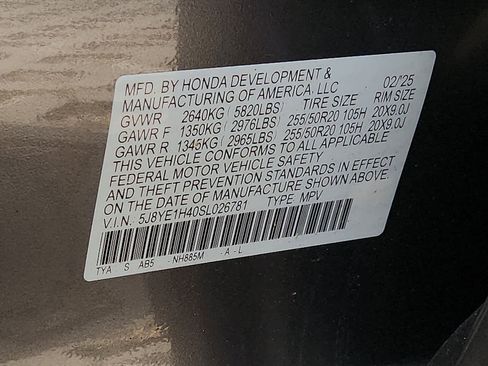 MFD. BY HONDA DEVELOPMENT &
MANUFACTURING OF AMERICA, LLC 02/'25
GVWR 2640KG( 5820LBS) TIRE SIZE RIM SIZE
GAWR F 1350KG( 2976LBS) 255/50R20 105H 20X9.0J
GAWR R 1345KG( 2965LBS) 255/50R20 105H 20X9.0J
THIS VEHICLE CONFORMS TO ALL APPLICABLE
FEDERAL MOTOR VEHICLE SAFETY
AND THEFT PREVENTION STANDARDS IN EFFECT
ON THE DATE OF MANUFACTURE SHOWN ABOVE.
V.I.N. 5J8YE1H40SL026781 TYPE MPV
TYA S AB5 NH885M - A - L